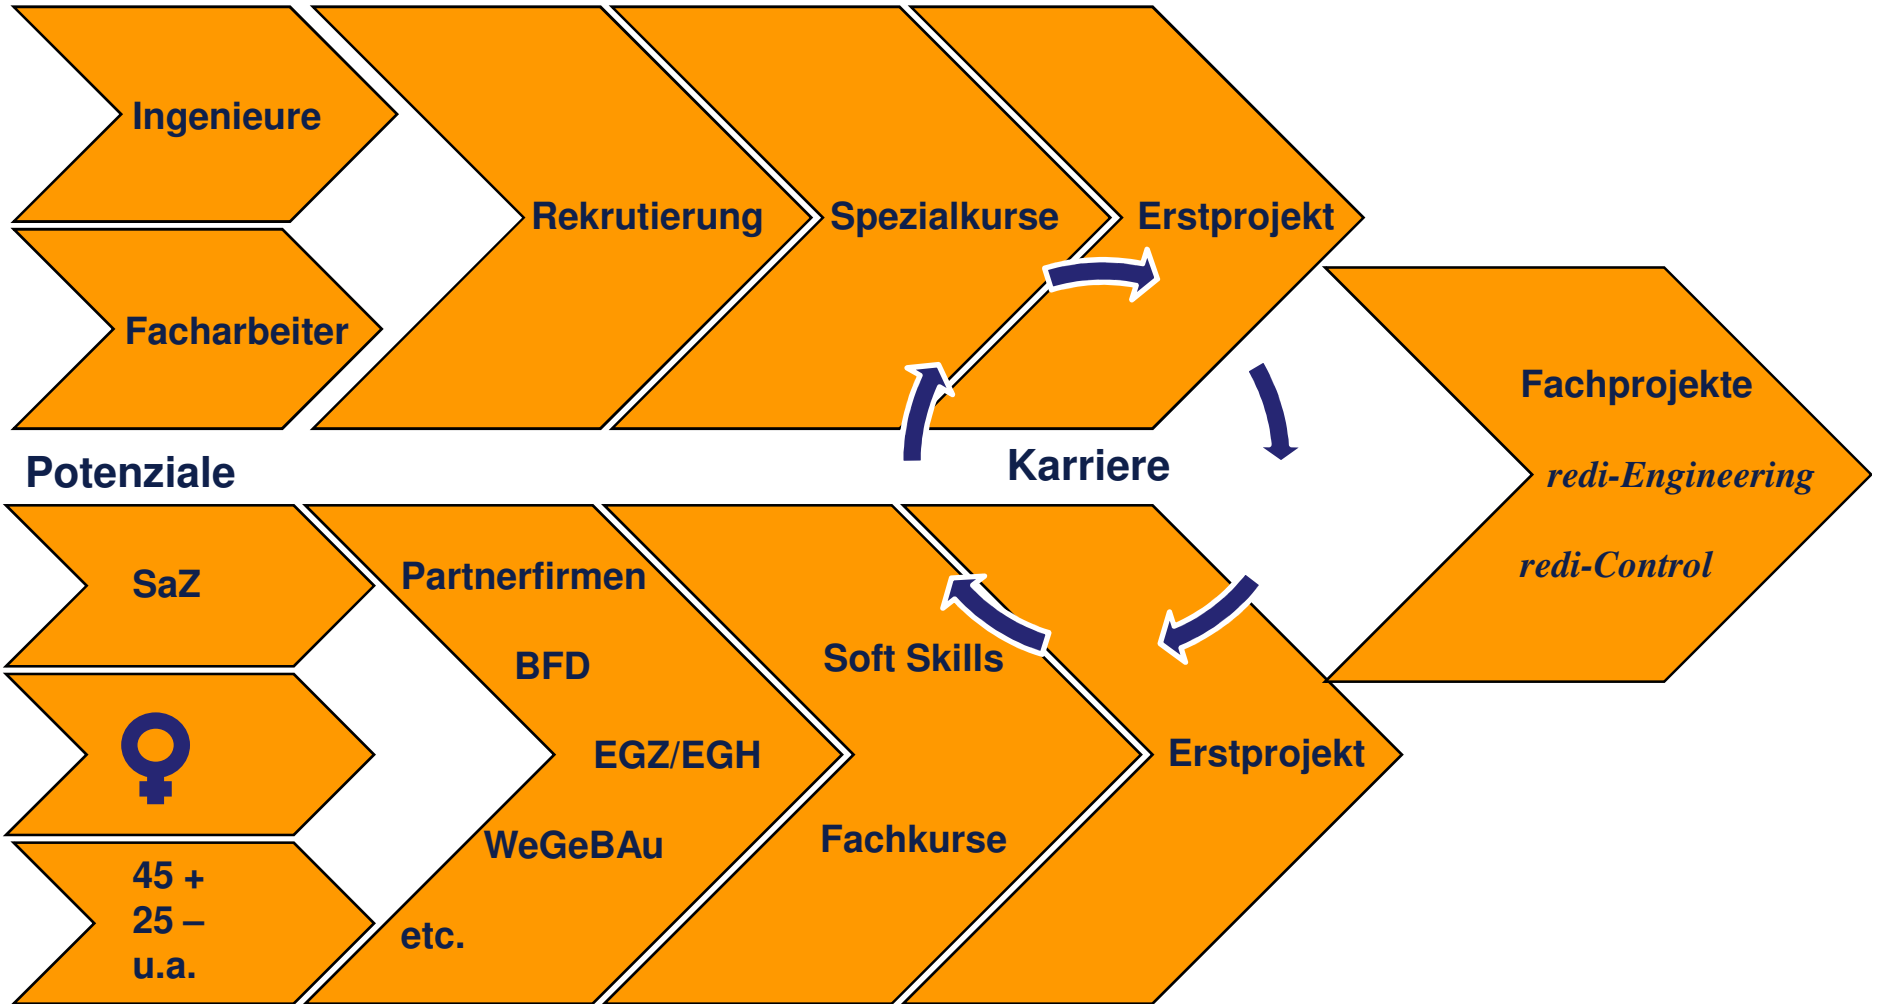 Ingenieure
Facharbeiter
Rekrutierung
Spezialkurse
Erstprojekt
Potenziale
Karriere
SaZ
45 +
25 –
u.a.
Partnerfirmen
BFD
EGZ/EGH
WeGeBAu
etc.
Soft Skills
Fachkurse
Erstprojekt
Fachprojekte
redi-Engineering
redi-Control